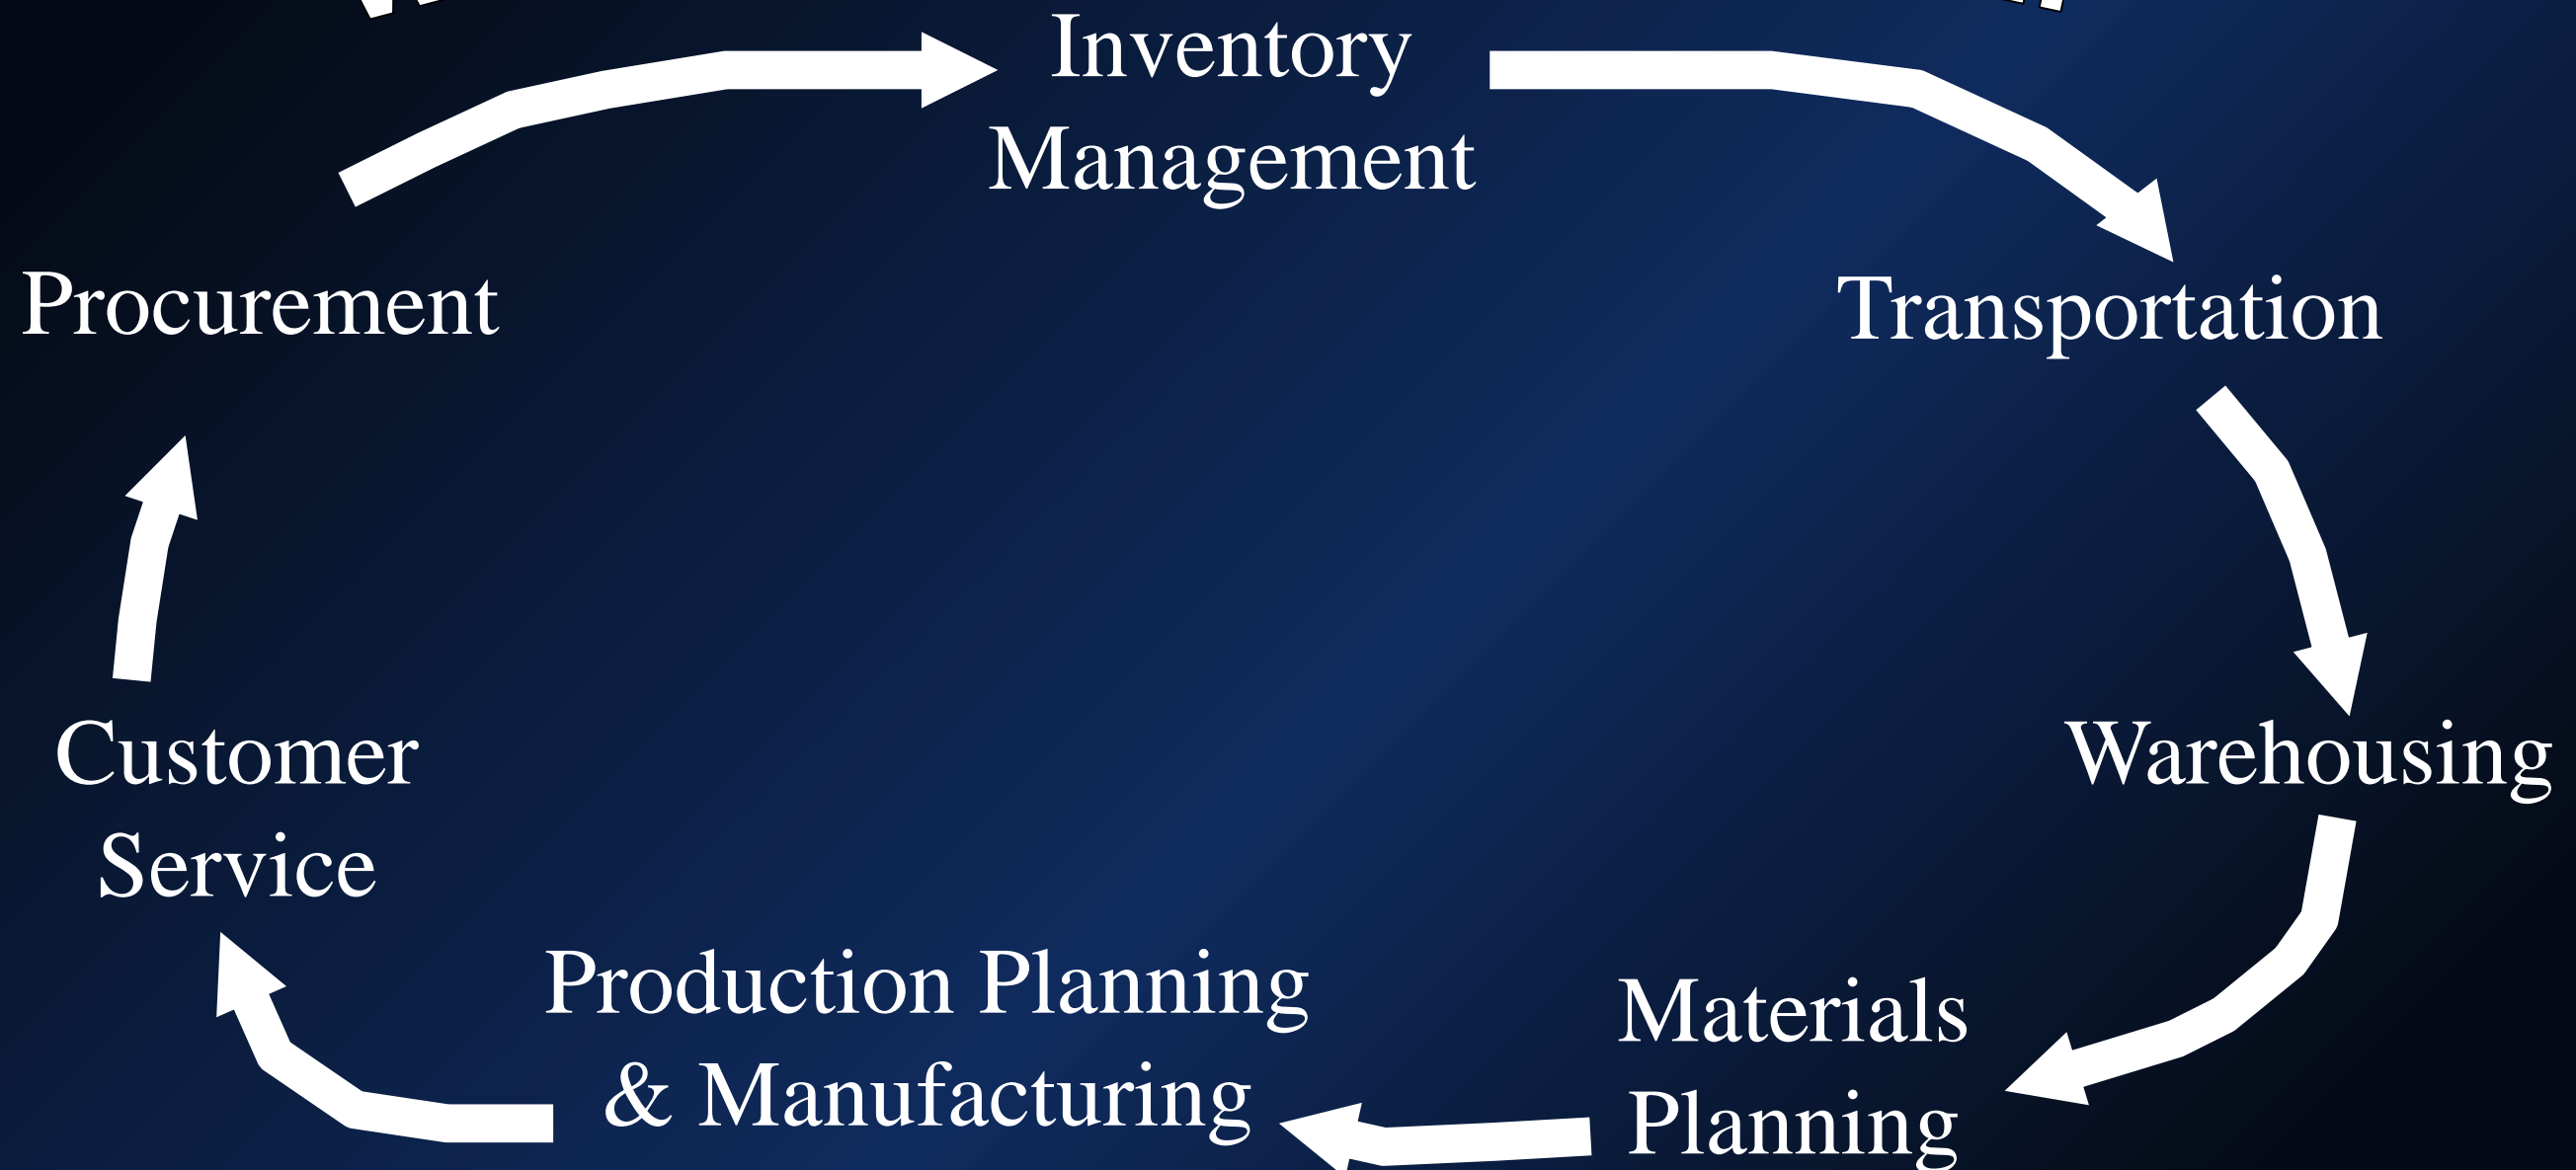 Inventory
Management
Procurement
Transportation
Customer
Service
Warehousing
Production Planning
& Manufacturing
Materials
Planning